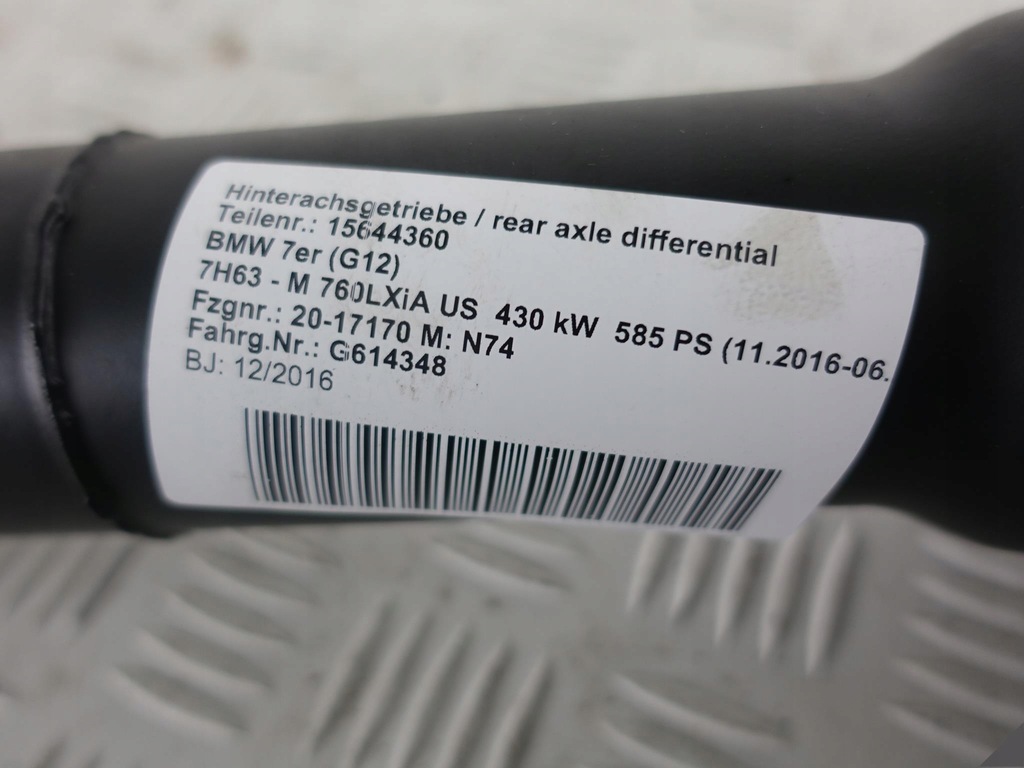 Hinterachsgetriebe / rear axle differential
Teilenr.: 15644360
BMW 7er (G12)
7H63 - M 760LXiA US 430 kW 585 PS (11.2016-06.
Fzgnr.: 20-17170 M: N74
Fahrg.Nr.: G614348
BJ: 12/2016